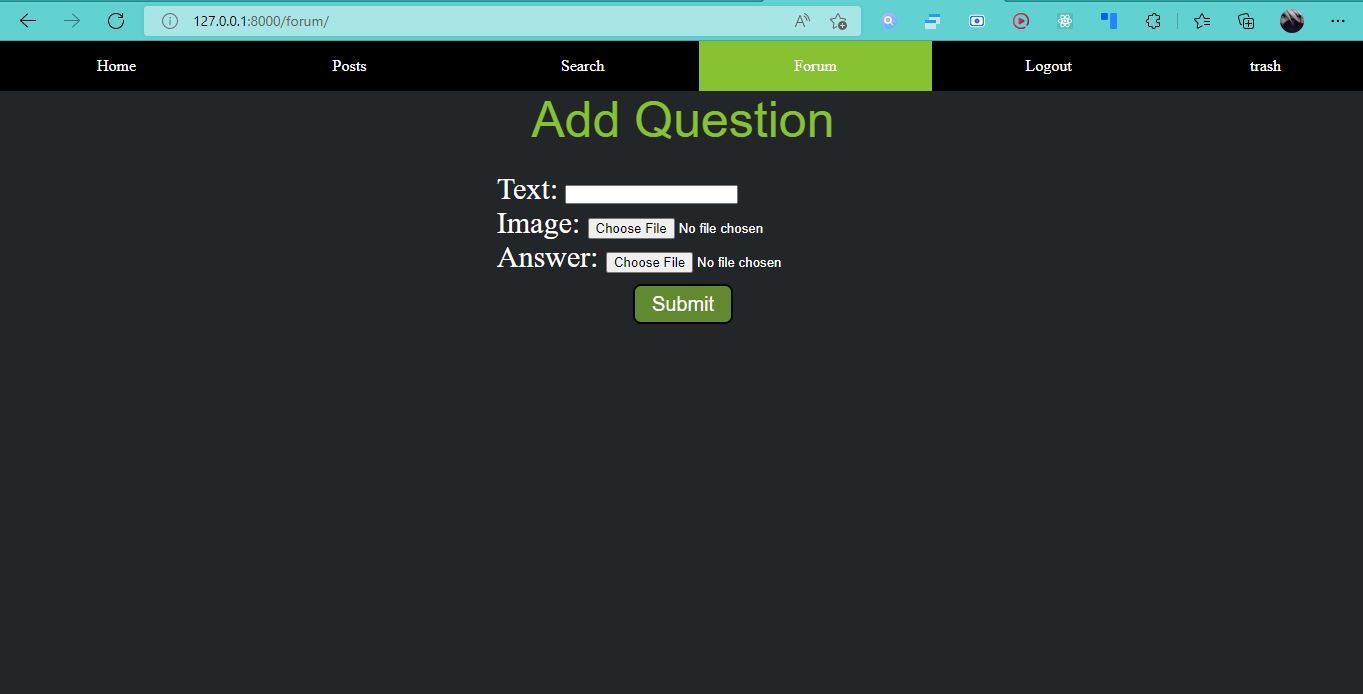 127.0.0.1:8000/forum/
Home Posts Search Forum Logout trash
Add Question
Text:
Image: Choose File No file chosen
Answer: Choose File No file chosen
Submit